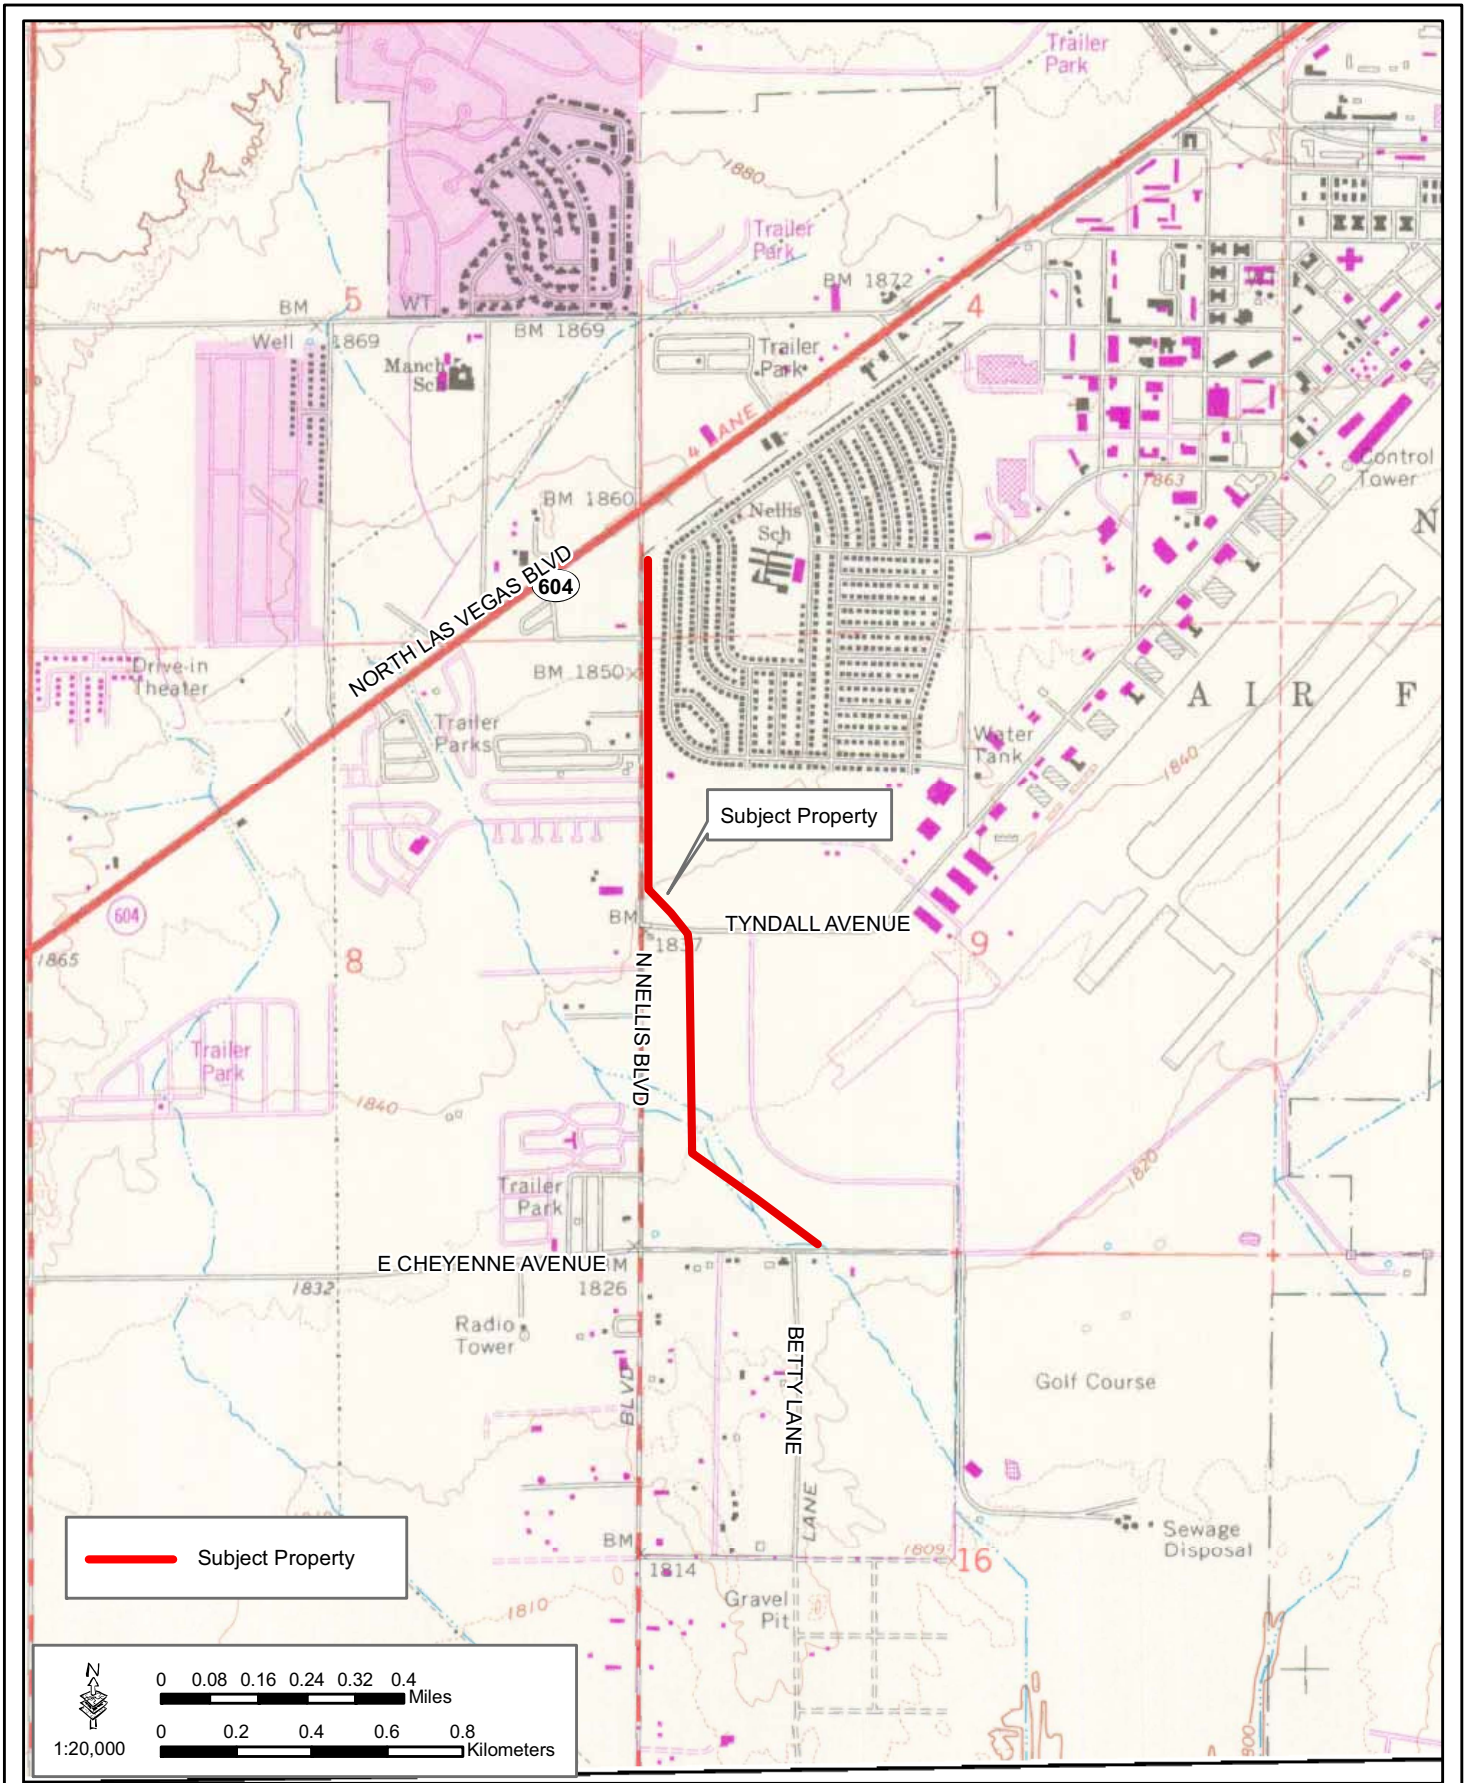 Trailer
Park
1900
1880
Trailer
Park
BM 1872
5
4
BM
WT
BM 1869
Well
1869
Manch
Sch
Trailer
Park
4 LANE
Control
Tower
1863
BM 1860
Nellis
Sch
N
NORTH LAS VEGAS BLVD
604
Drive-in
Theater
BM 1850
A I R F
Trailer
Parks
Water
Tank
1840
Subject Property
604
BM
TYNDALL AVENUE
1837
1865
8
9
N NELLIS BLVD
Trailer
Park
1840
1820
Trailer
Park
E CHEYENNE AVENUE
1832
1826
Radio
Tower
BETTY LANE
BLVD
Golf Course
LANE
Sewage
Disposal
Subject Property
BM
1814
1809
16
Gravel
Pit
1810
N
0 0.08 0.16 0.24 0.32 0.4
Miles
0 0.2 0.4 0.6 0.8
Kilometers
1:20,000